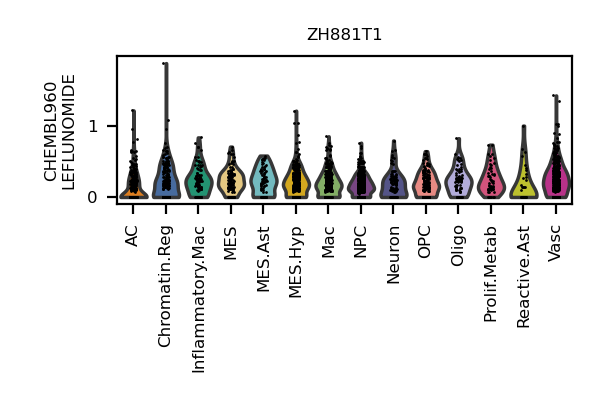 ZH881T1
CHEMBL960
LEFLUNOMIDE
1
0
AC
Chromatin.Reg
Inflammatory.Mac
MES
MES.Ast
MES.Hyp
Mac
NPC
Neuron
OPC
Oligo
Prolif.Metab
Reactive.Ast
Vasc